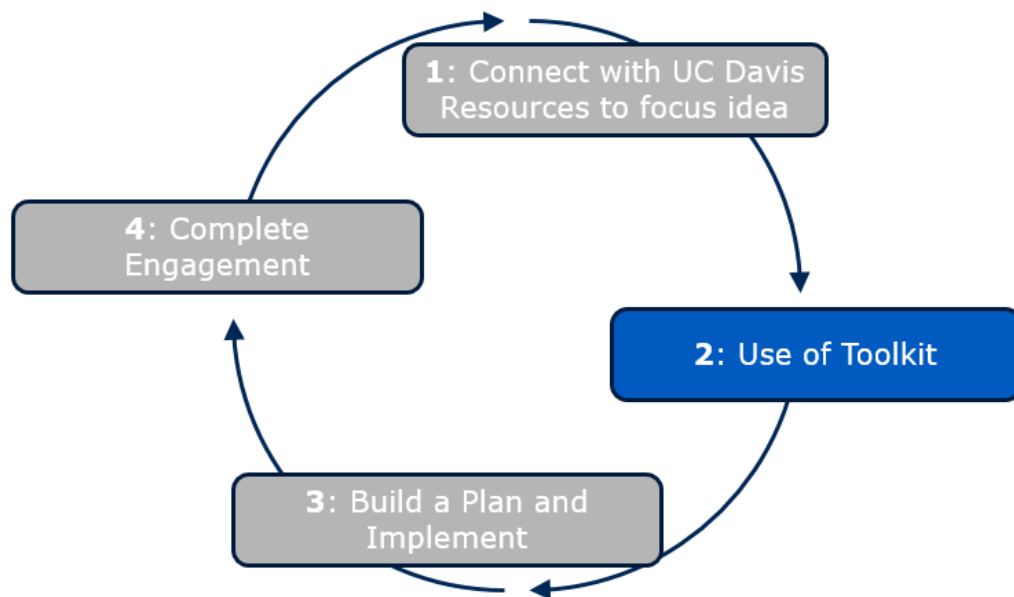 1: Connect with UC Davis
Resources to focus idea
2: Use of Toolkit
3: Build a Plan and
Implement
4: Complete
Engagement